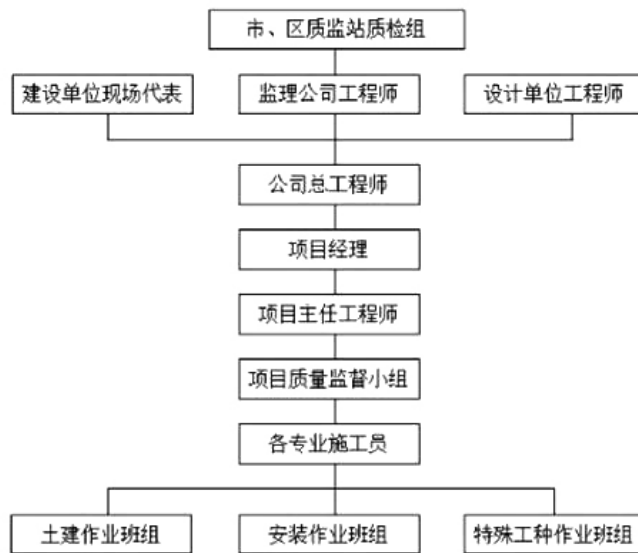 市、区质监站质检组
建设单位现场代表
监理公司工程师
设计单位工程师
公司总工程师
项目经理
项目主任工程师
项目质量监督小组
各专业施工员
土建作业班组
安装作业班组
特殊工种作业班组